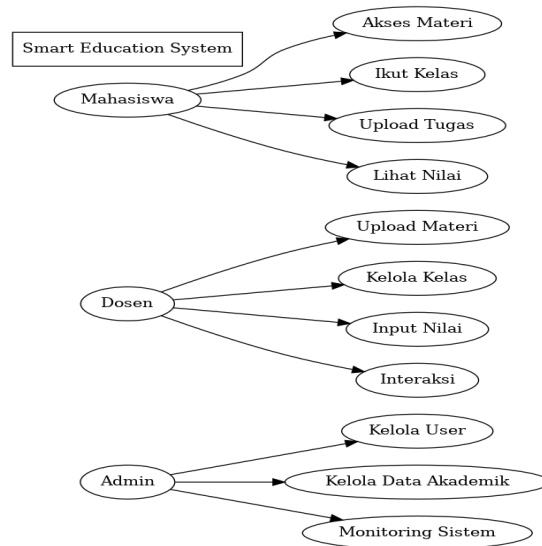 Smart Education System
Mahasiswa
Akses Materi
Ikut Kelas
Upload Tugas
Lihat Nilai
Dosen
Upload Materi
Kelola Kelas
Input Nilai
Interaksi
Admin
Kelola User
Kelola Data Akademik
Monitoring Sistem